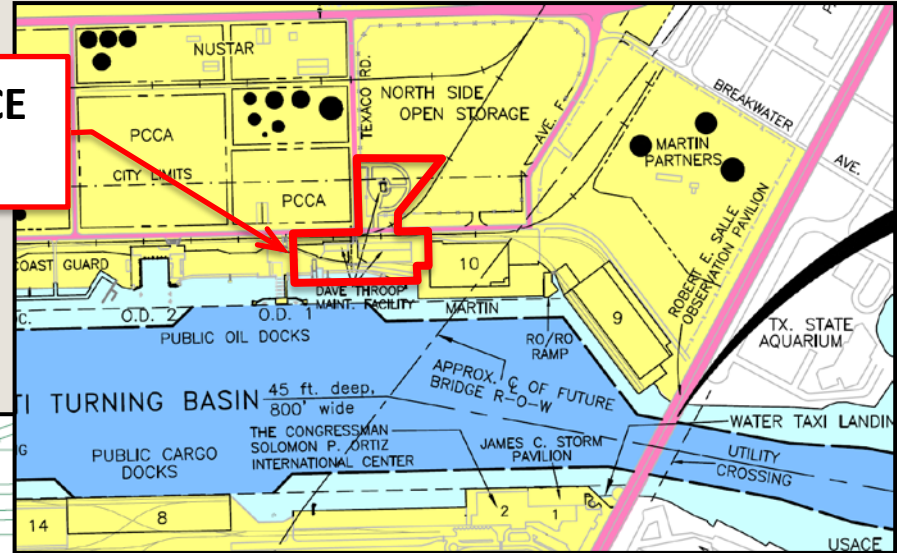 CE
NUSTAR
TEXACO RD.
NORTH SIDE
OPEN STORAGE
AVE. F
BREAKWATER
AVE.
PCCA
CITY LIMITS
PCCA
MARTIN
PARTNERS
COAST GUARD
10
DAVE THROOP
MAINT. FACILITY
MARTIN
9
ROBERT E. SALLE
OBSERVATION PAVILION
TX. STATE
AQUARIUM
C.
O.D. 2
O.D. 1
PUBLIC OIL DOCKS
RO/RO
RAMP
APPROX. ℄ OF FUTURE
BRIDGE R-O-W
TI TURNING BASIN
45 ft. deep,
800' wide
WATER TAXI LANDIN
THE CONGRESSMAN
SOLOMON P. ORTIZ
INTERNATIONAL CENTER
JAMES C. STORM
PAVILION
UTILITY
CROSSING
PUBLIC CARGO
DOCKS
14
8
2
1
USACE